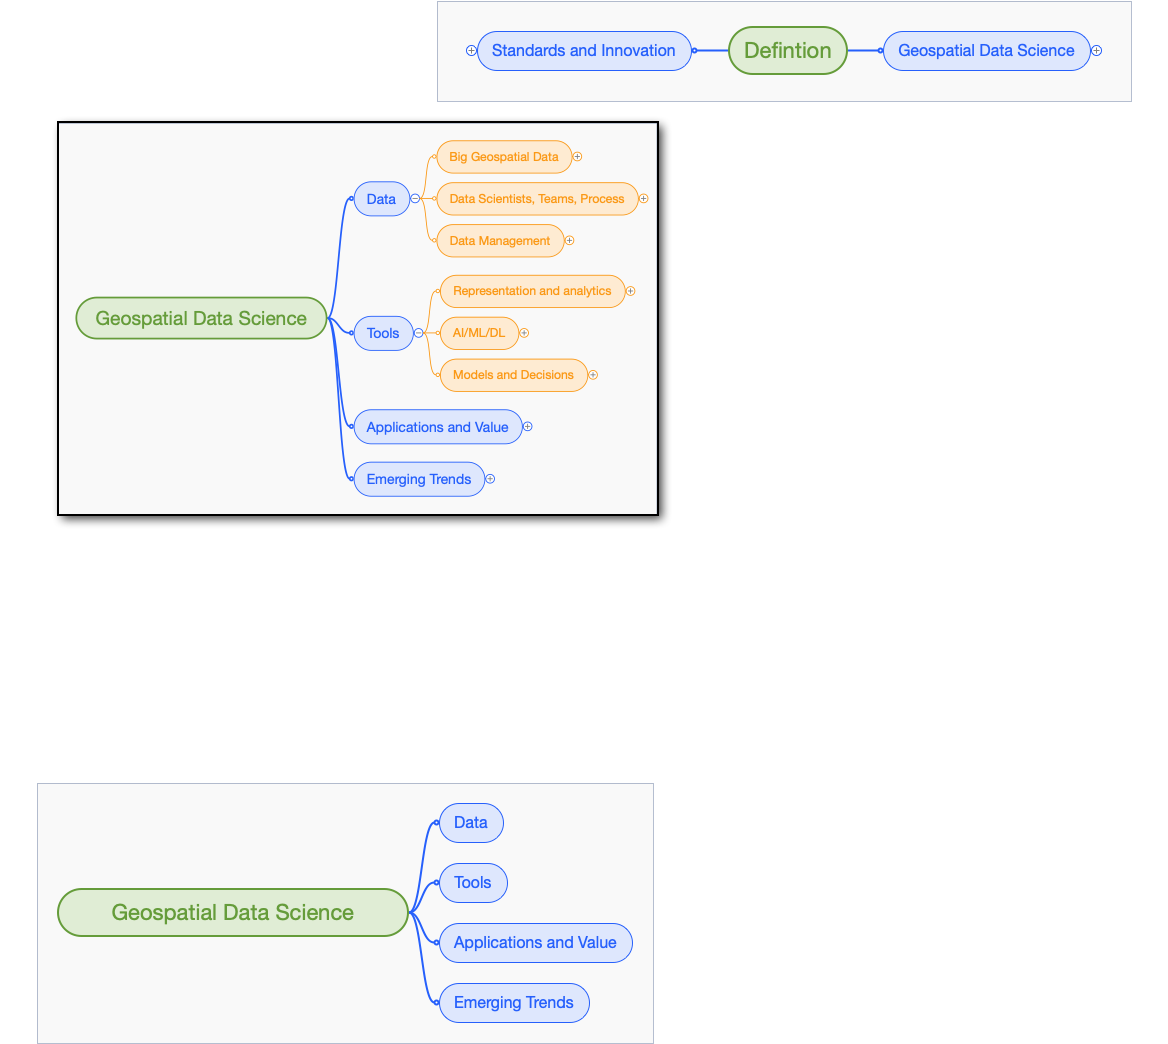 Standards and Innovation
Defintion
Geospatial Data Science
Big Geospatial Data
Data
Data Scientists, Teams, Process
Data Management
Representation and analytics
Geospatial Data Science
Tools
AI/ML/DL
Models and Decisions
Applications and Value
Emerging Trends
Data
Tools
Geospatial Data Science
Applications and Value
Emerging Trends